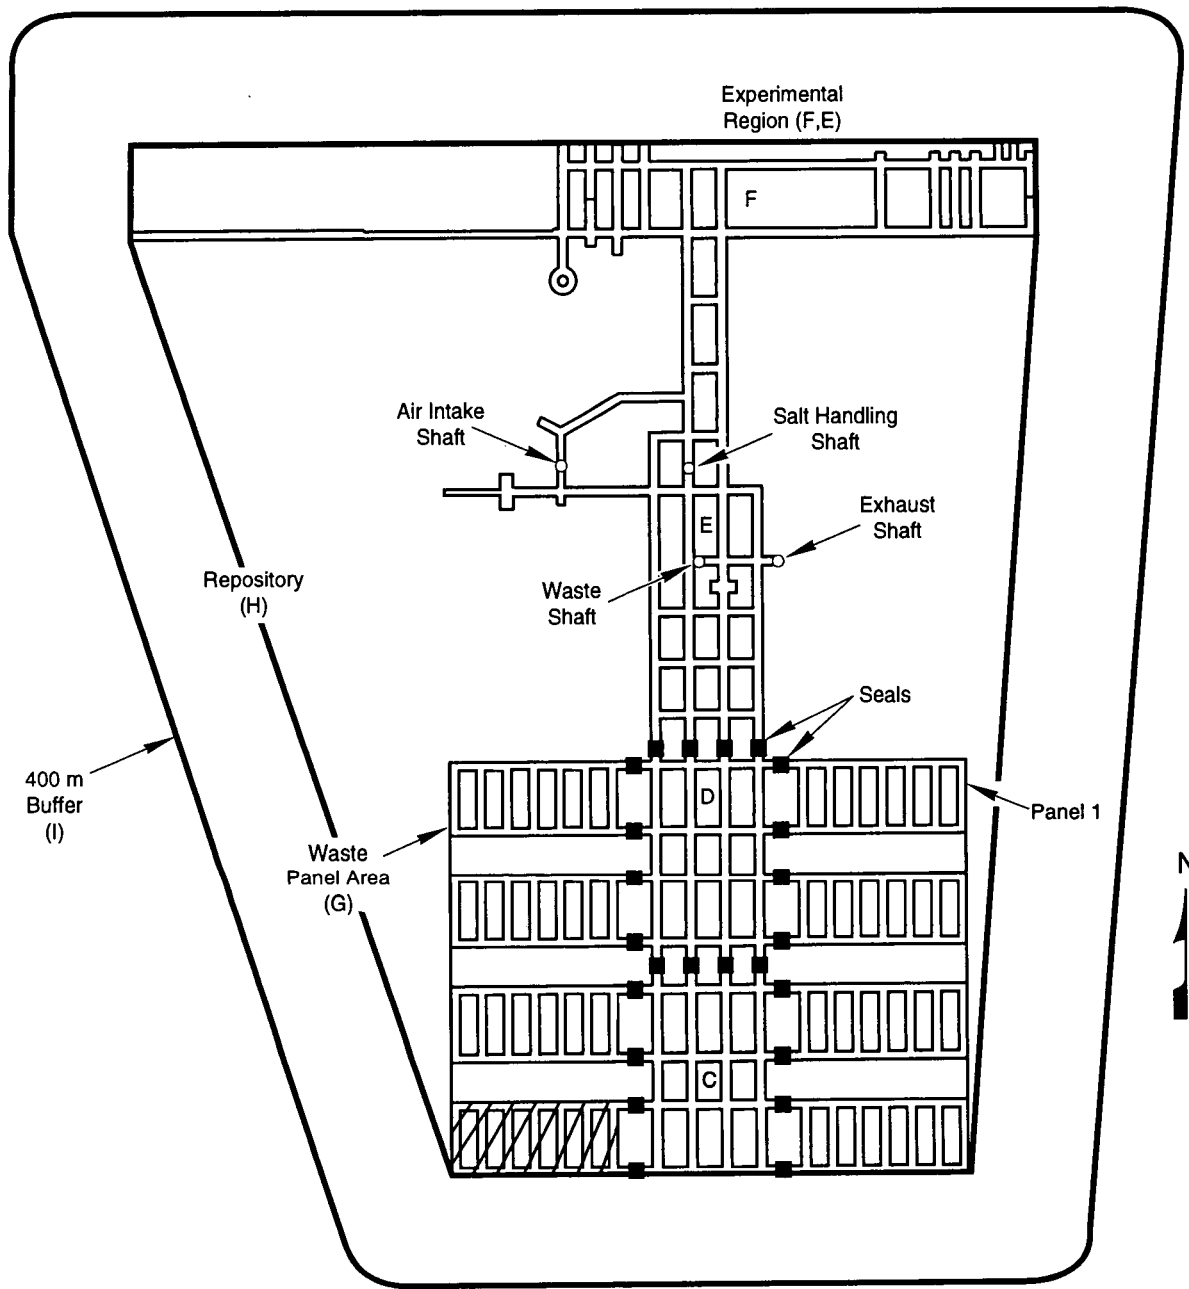 Experimental
Region (F,E)
F
Air Intake
Shaft
Salt Handling
Shaft
E
Exhaust
Shaft
Waste
Shaft
Repository
(H)
Seals
400 m
Buffer
(I)
D
Panel 1
Waste
Panel Area
(G)
N
C